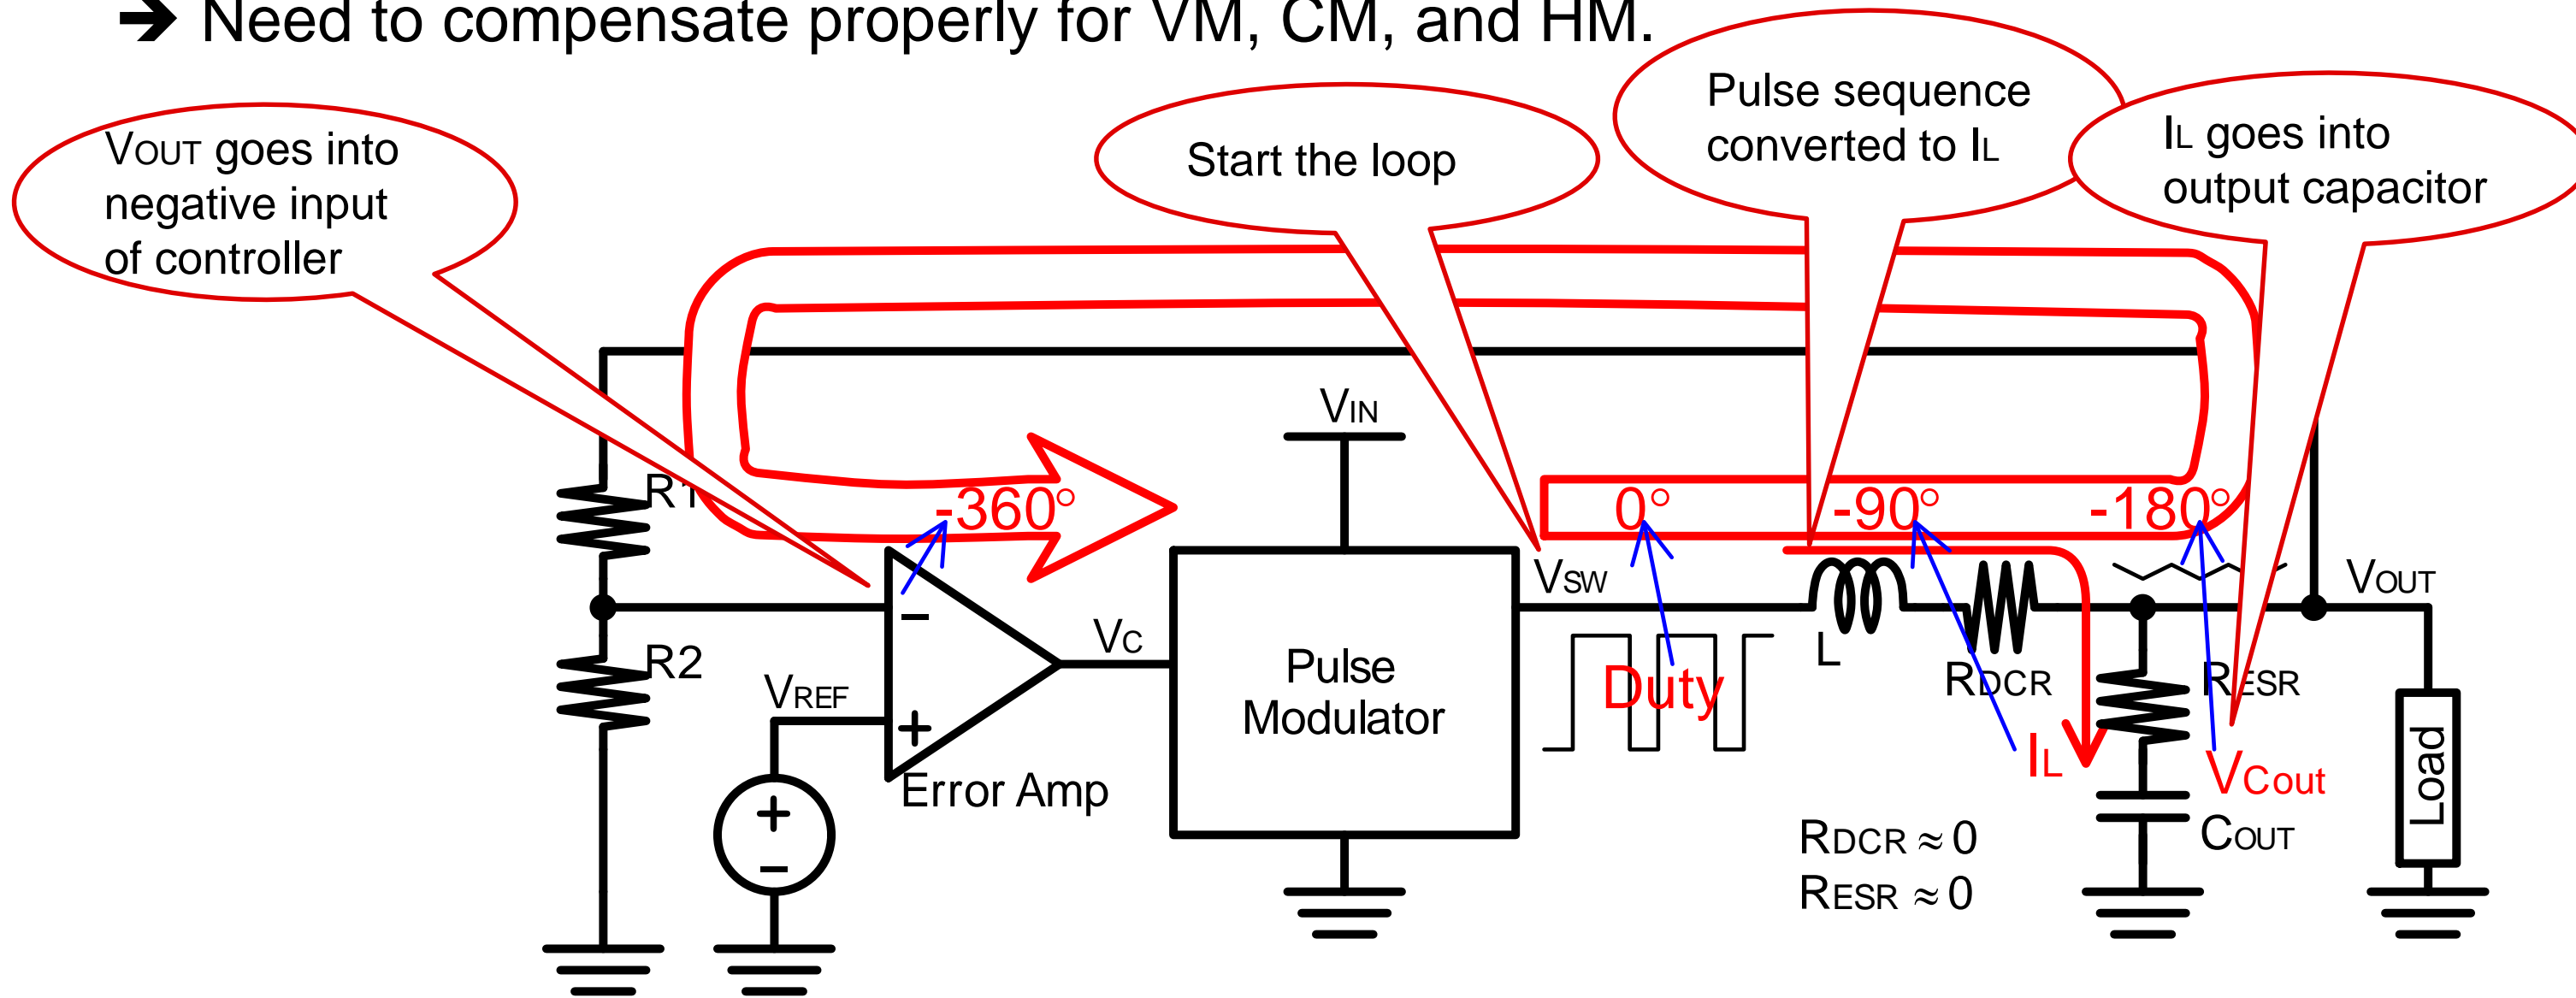 ➔ Need to compensate properly for VM, CM, and HM.
VOUT goes into
negative input
of controller
Start the loop
Pulse sequence
converted to IL
IL goes into
output capacitor
VIN
R1
-360°
0°
-90°
-180°
VSW
VOUT
−
VC
L
R2
VREF
Pulse
Modulator
Duty
RDCR
RESR
+
Error Amp
IL
VCout
Load
+
−
RDCR ≈ 0
COUT
RESR ≈ 0